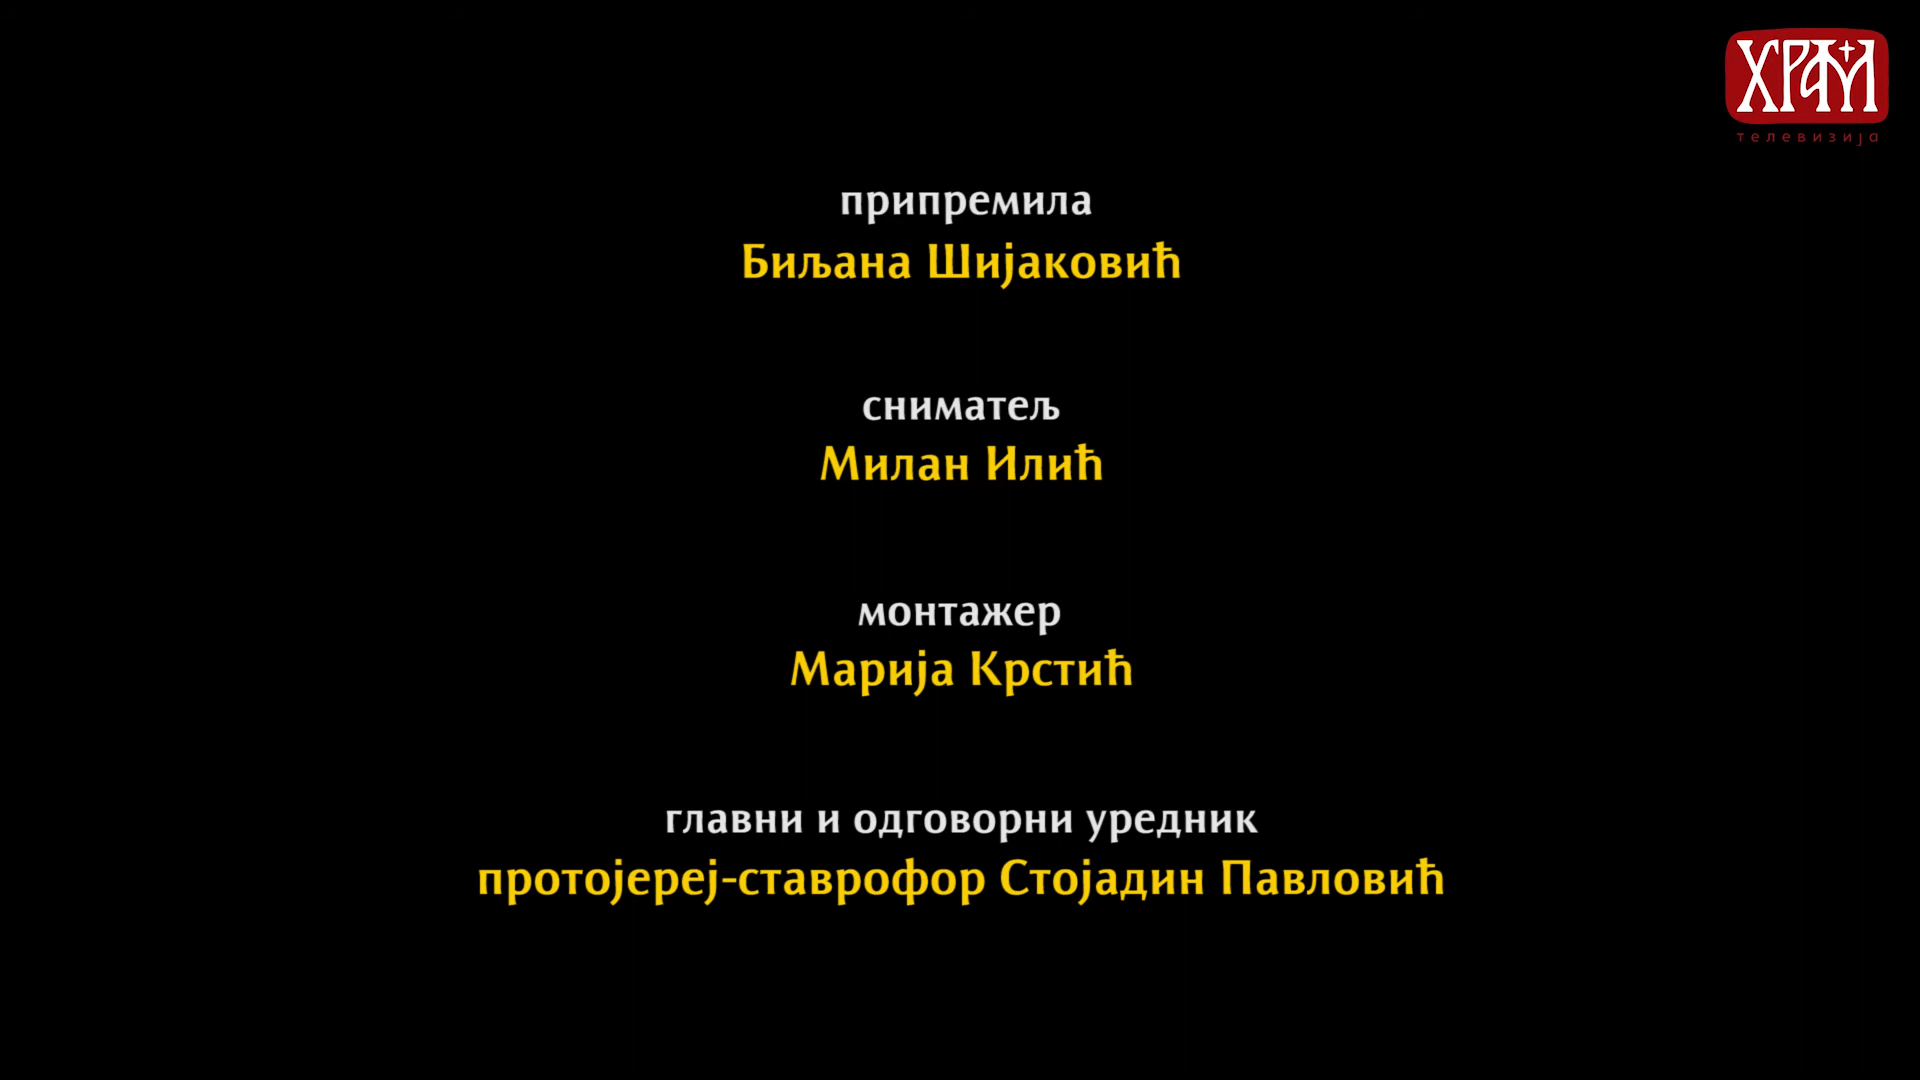 ХРАМ
телевизија
припремила
Биљана Шијаковић
сниматељ
Милан Илић
монтажер
Марија Крстић
главни и одговорни уредник
протојереј-ставрофор Стојадин Павловић